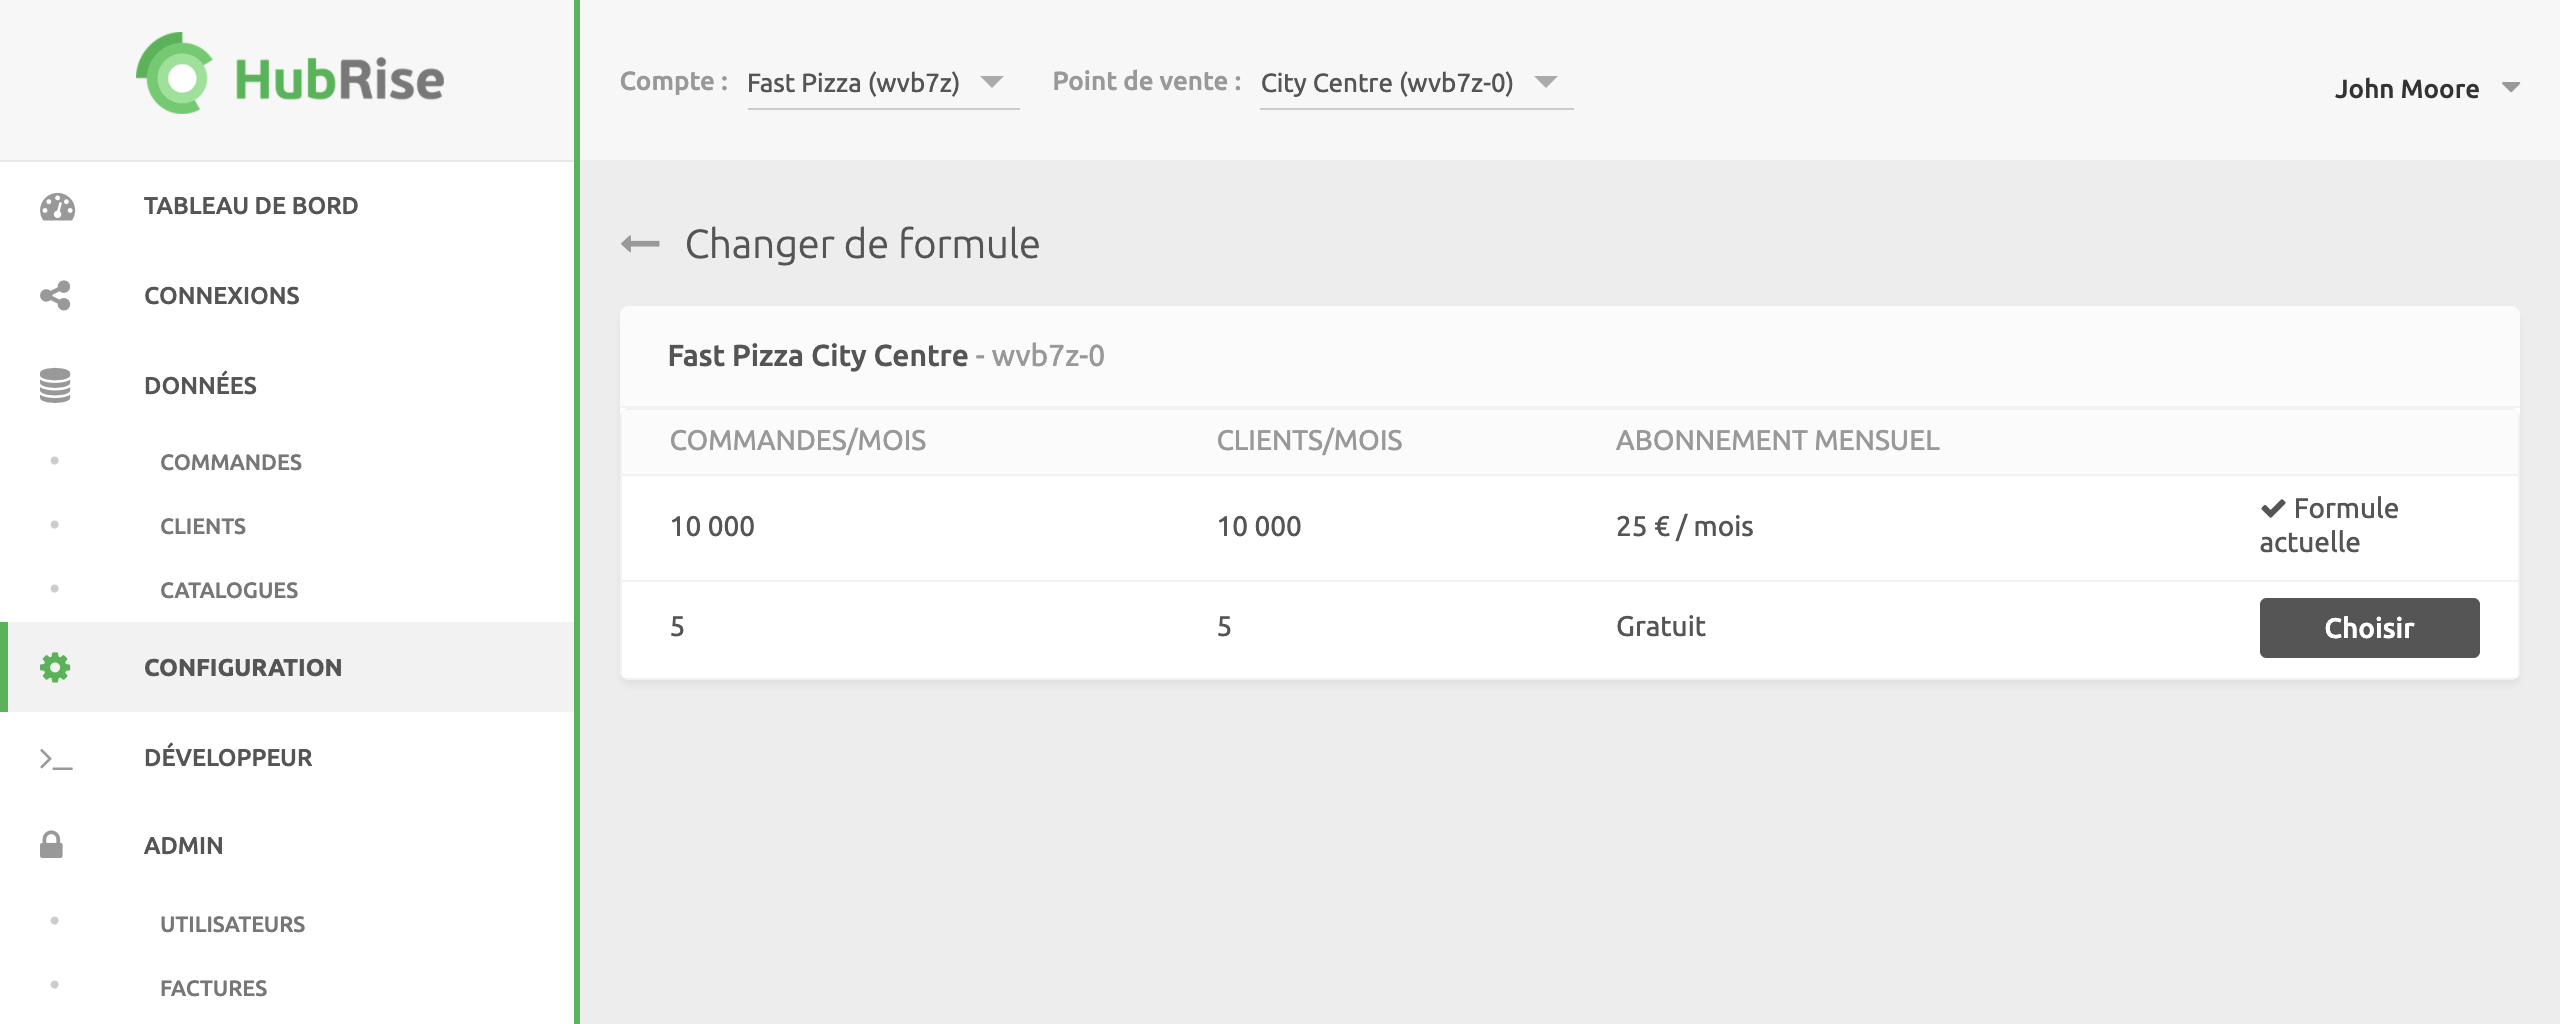 HubRise
Compte : Fast Pizza (wvb7z) Point de vente : City Centre (wvb7z-0)
John Moore
TABLEAU DE BORD
CONNEXIONS
DONNÉES
COMMANDES
CLIENTS
CATALOGUES
CONFIGURATION
DÉVELOPPEUR
ADMIN
UTILISATEURS
FACTURES
Changer de formule
Fast Pizza City Centre - wvb7z-0
COMMANDES/MOIS CLIENTS/MOIS ABONNEMENT MENSUEL
10 000 10 000 25 € / mois Formule
actuelle
5 5 Gratuit Choisir